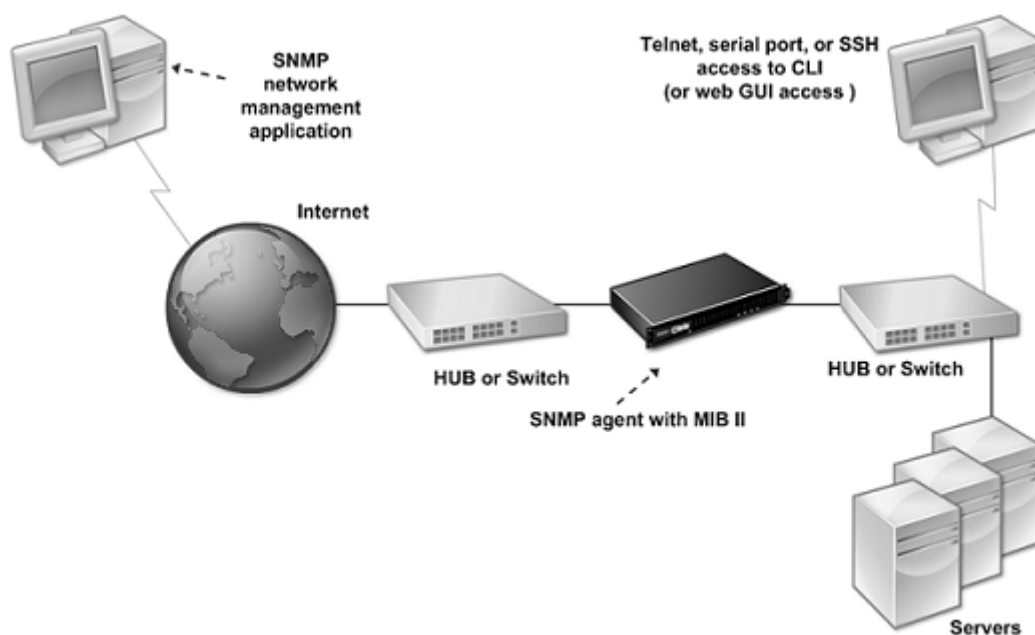 SNMP
network
management
application
Telnet, serial port, or SSH
access to CLI
(or web GUI access )
Internet
HUB or Switch
SNMP agent with MIB II
HUB or Switch
Servers